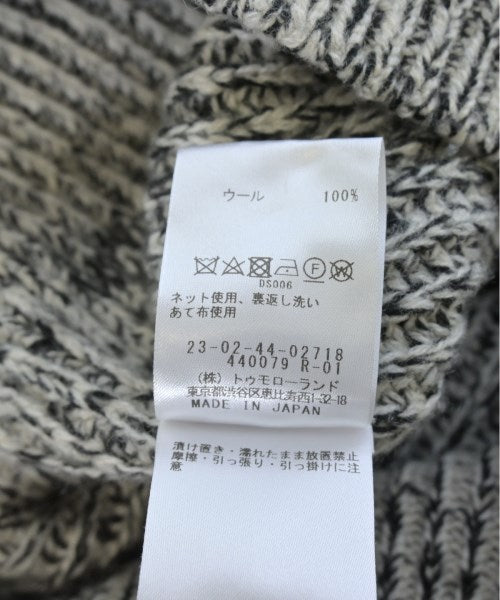 ウール 100%
DS006
ネット使用、裏返し洗い
あて布使用
23-02-44-02718
440079 R-01
(株) トゥモローランド
東京都渋谷区恵比寿西1-32-18
MADE IN JAPAN
漬け置き・濡れたまま放置禁止
摩擦・引っ張り・引っ掛けに注
意